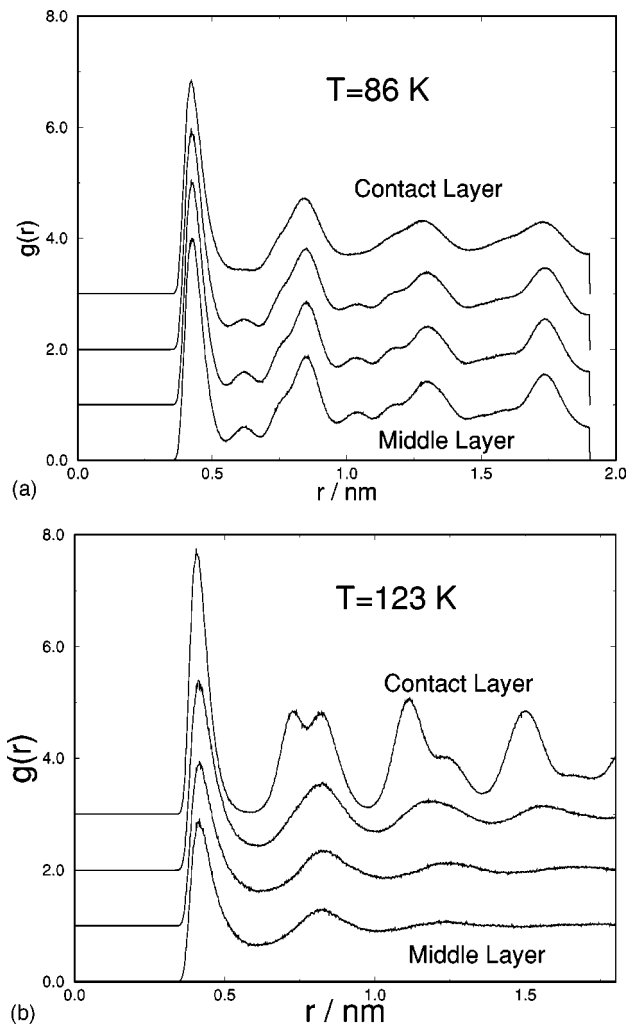 8.0
T=86 K
6.0
Contact Layer
g(r)
4.0
2.0
Middle Layer
0.0
0.0 0.5 1.0 1.5 2.0
(a) r / nm
8.0
T=123 K
6.0
Contact Layer
g(r)
4.0
2.0
Middle Layer
0.0
0.0 0.5 1.0 1.5
(b) r / nm